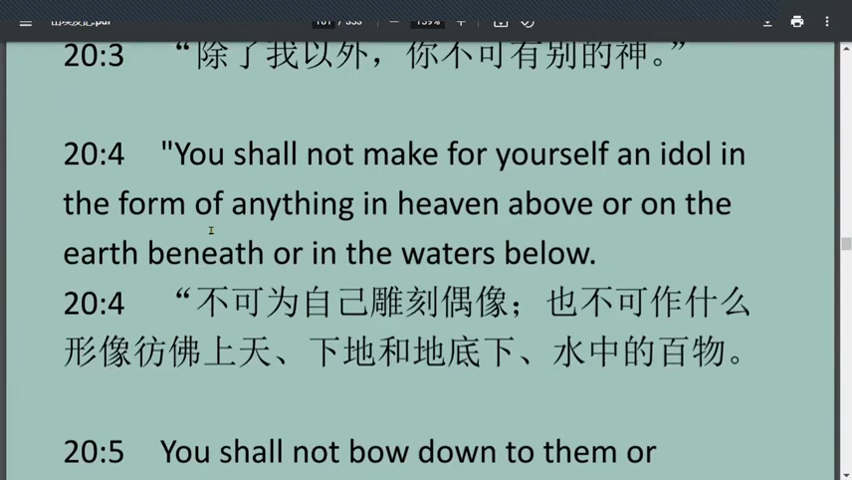 20:3 “除了我以外，你不可有别的神。”
20:4 "You shall not make for yourself an idol in
the form of anything in heaven above or on the
earth beneath or in the waters below.
20:4 “不可为自己雕刻偶像；也不可作什么
形像彷佛上天、下地和地底下、水中的百物。
20:5 You shall not bow down to them or